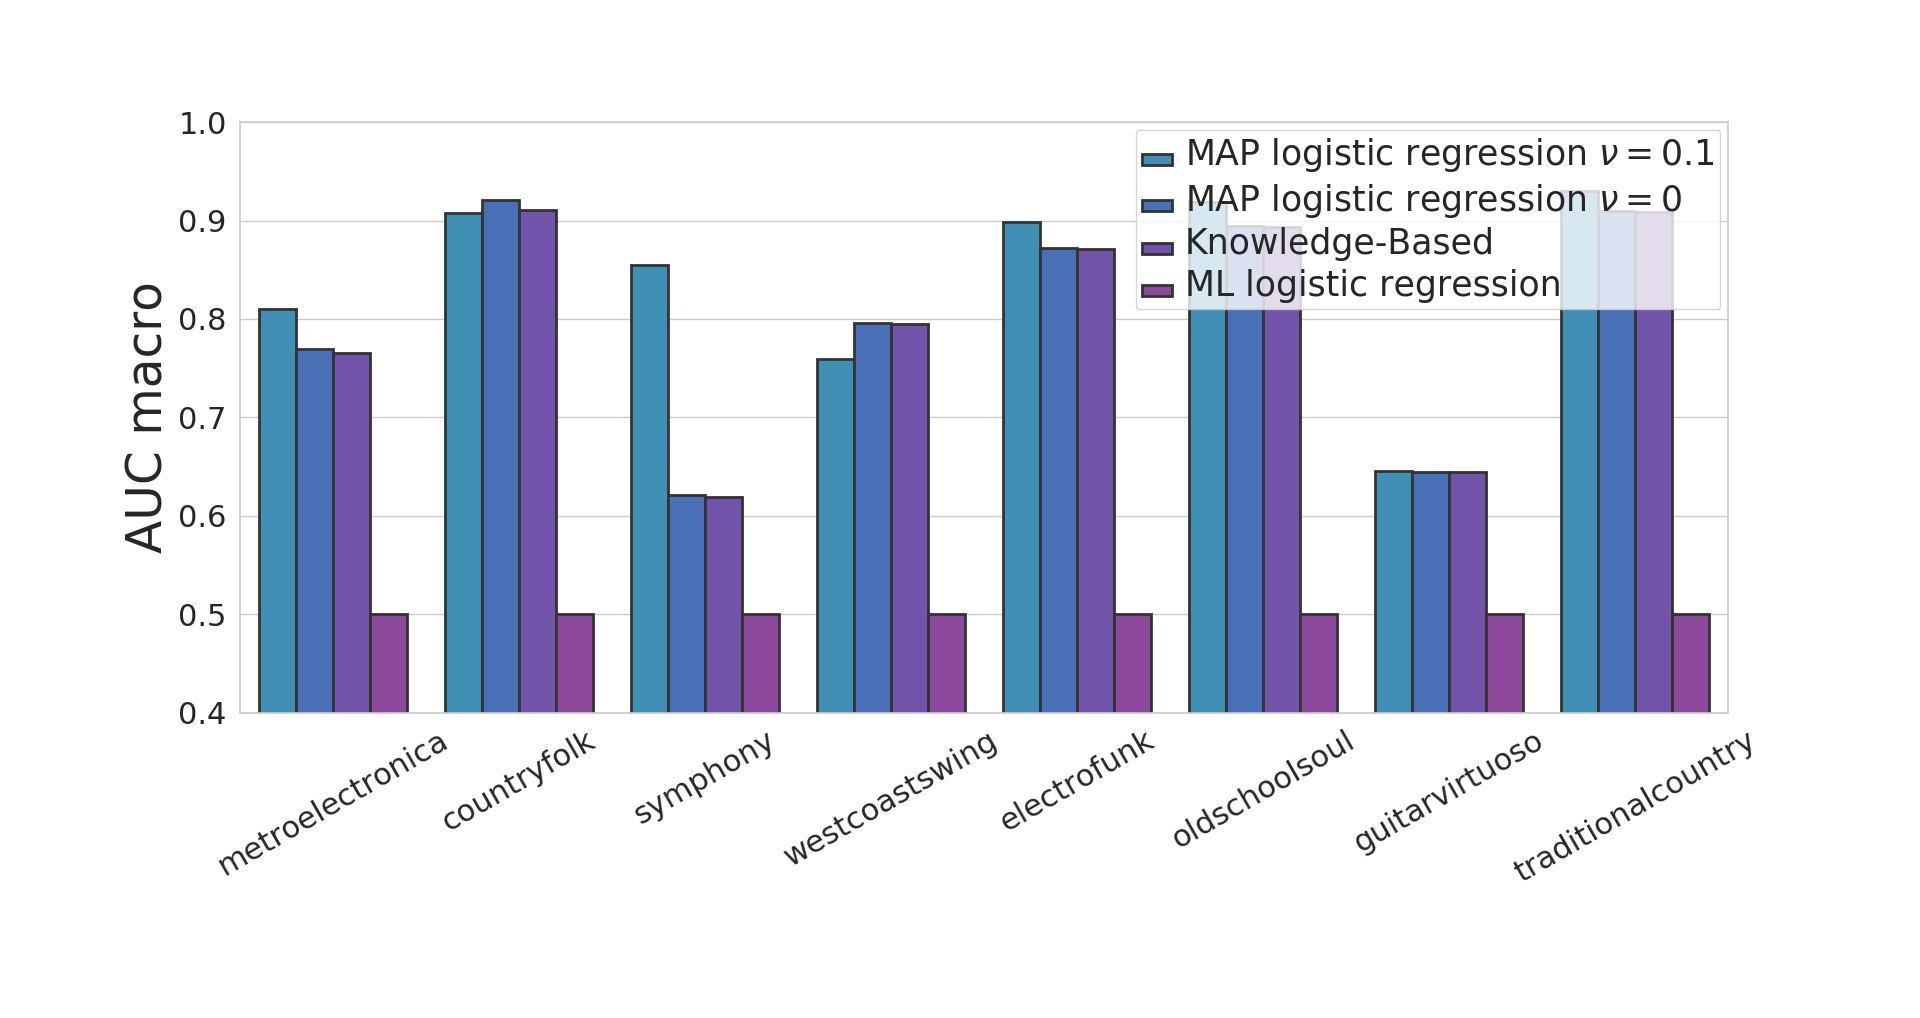 1.0
0.9
0.8
0.7
0.6
0.5
0.4
AUC macro
MAP logistic regression ν = 0.1
MAP logistic regression ν = 0
Knowledge-Based
ML logistic regression
metroelectronica
countryfolk
symphony
westcoastswing
electrofunk
oldschoolsoul
guitarvirtuoso
traditionalcountry